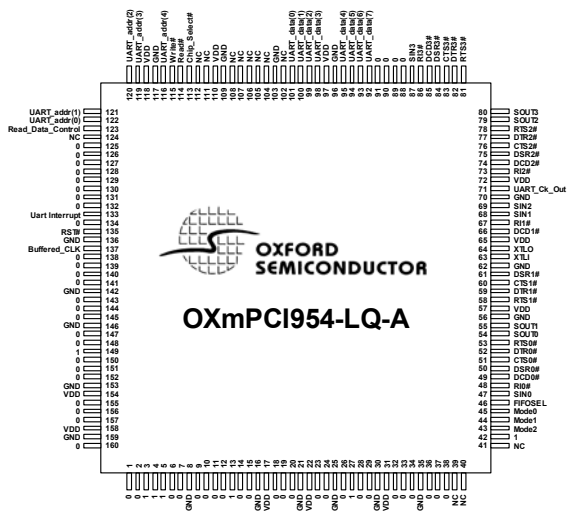 UART_addr(2) 120
UART_addr(3) 119
VDD 118
GND 117
UART_addr(4) 116
Write# 115
Read# 114
Chip_Select# 113
NC 112
NC 111
VDD 110
GND 109
NC 108
NC 107
NC 106
NC 105
NC 104
GND 103
NC 102
UART_data(0) 101
UART_data(1) 100
UART_data(2) 99
UART_data(3) 98
VDD 97
GND 96
UART_data(4) 95
UART_data(5) 94
UART_data(6) 93
UART_data(7) 92
0 91
0 90
0 89
0 88
SIN3 87
RI3# 86
DCD3# 85
DSR3# 84
CTS3# 83
DTR3# 82
RTS3# 81
UART_addr(1) 121
UART_addr(0) 122
Read_Data_Control 123
NC 124
0 125
0 126
0 127
0 128
0 129
0 130
0 131
0 132
Uart Interrupt 133
0 134
RST# 135
GND 136
Buffered_CLK 137
0 138
0 139
0 140
0 141
GND 142
0 143
0 144
0 145
GND 146
0 147
0 148
1 149
0 150
0 151
0 152
GND 153
VDD 154
0 155
0 156
0 157
VDD 158
GND 159
0 160
OXFORD
SEMICONDUCTOR
OXmPCI954-LQ-A
80 SOUT3
79 SOUT2
78 RTS2#
77 DTR2#
76 CTS2#
75 DSR2#
74 DCD2#
73 RI2#
72 VDD
71 UART_Ck_Out
70 GND
69 SIN2
68 SIN1
67 RI1#
66 DCD1#
65 VDD
64 XTLO
63 XTLI
62 GND
61 DSR1#
60 CTS1#
59 DTR1#
58 RTS1#
57 VDD
56 GND
55 SOUT1
54 SOUT0
53 RTS0#
52 DTR0#
51 CTS0#
50 DSR0#
49 DCD0#
48 RI0#
47 SIN0
46 FIFOSEL
45 Mode0
44 Mode1
43 Mode2
42 1
41 NC
1 0
2 0
3 1
4 1
5 1
6 0
7 0
8 GND
9 0
10 0
11 0
12 0
13 1
14 0
15 0
16 GND
17 VDD
18 0
19 0
20 0
21 GND
22 VDD
23 0
24 0
25 0
26 0
27 0
28 0
29 0
30 GND
31 VDD
32 0
33 0
34 0
35 GND
36 0
37 0
38 0
39 NC
40 NC